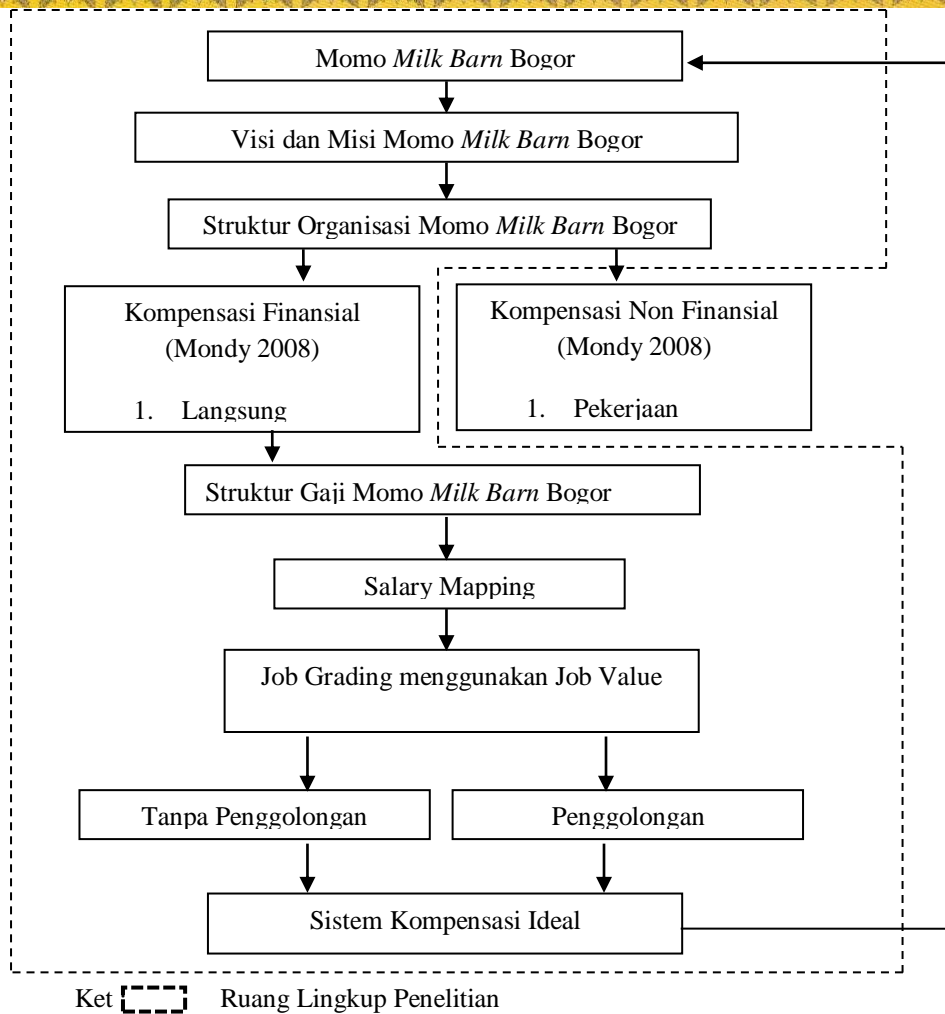 Momo Milk Barn Bogor
Visi dan Misi Momo Milk Barn Bogor
Struktur Organisasi Momo Milk Barn Bogor
Kompensasi Finansial
(Mondy 2008)
1. Langsung
Kompensasi Non Finansial
(Mondy 2008)
1. Pekerjaan
Struktur Gaji Momo Milk Barn Bogor
Salary Mapping
Job Grading menggunakan Job Value
Tanpa Penggolongan
Penggolongan
Sistem Kompensasi Ideal
Ket Ruang Lingkup Penelitian